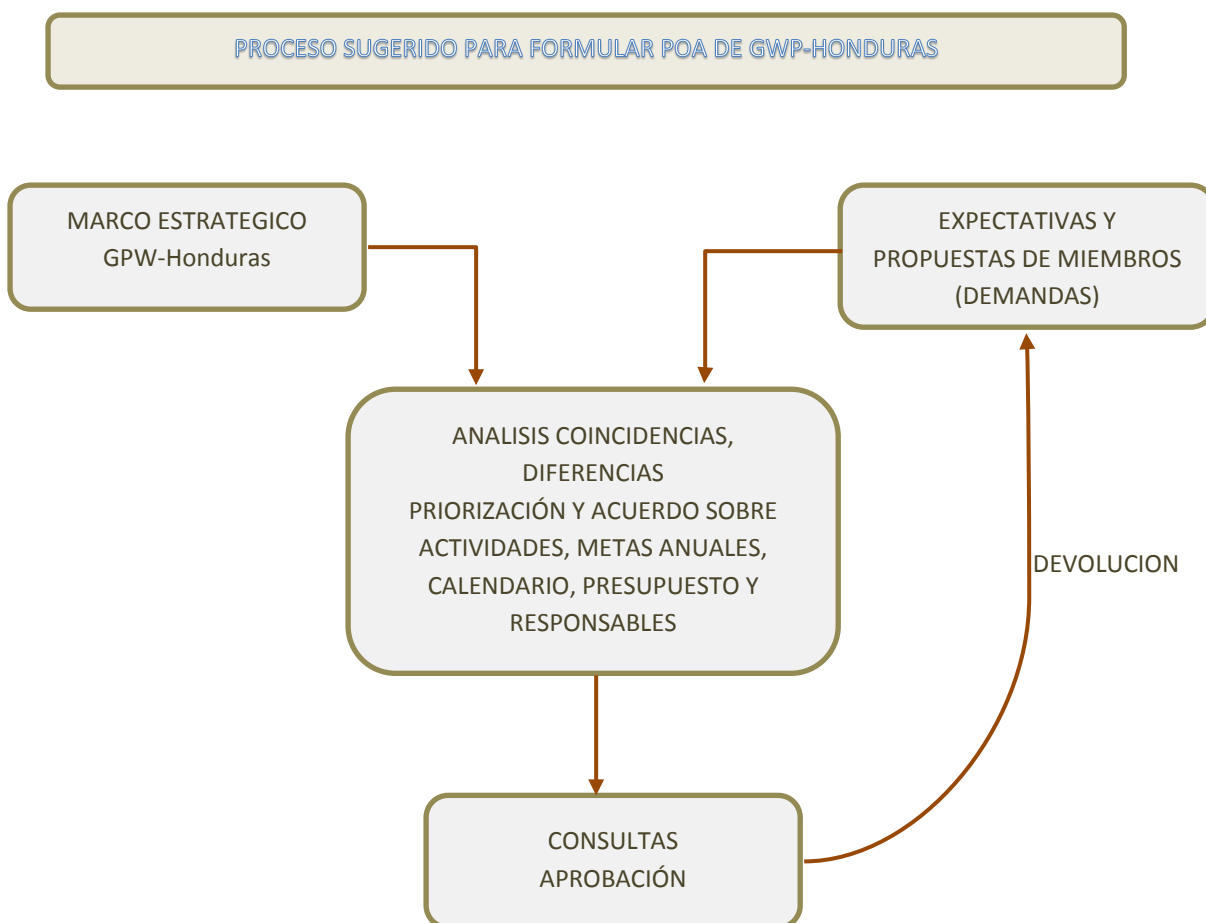 PROCESO SUGERIDO PARA FORMULAR POA DE GWP-HONDURAS
MARCO ESTRATEGICO
GPW-Honduras
EXPECTATIVAS Y
PROPUESTAS DE MIEMBROS
(DEMANDAS)
ANALISIS COINCIDENCIAS,
DIFERENCIAS
PRIORIZACIÓN Y ACUERDO SOBRE
ACTIVIDADES, METAS ANUALES,
CALENDARIO, PRESUPUESTO Y
RESPONSABLES
DEVOLUCION
CONSULTAS
APROBACIÓN